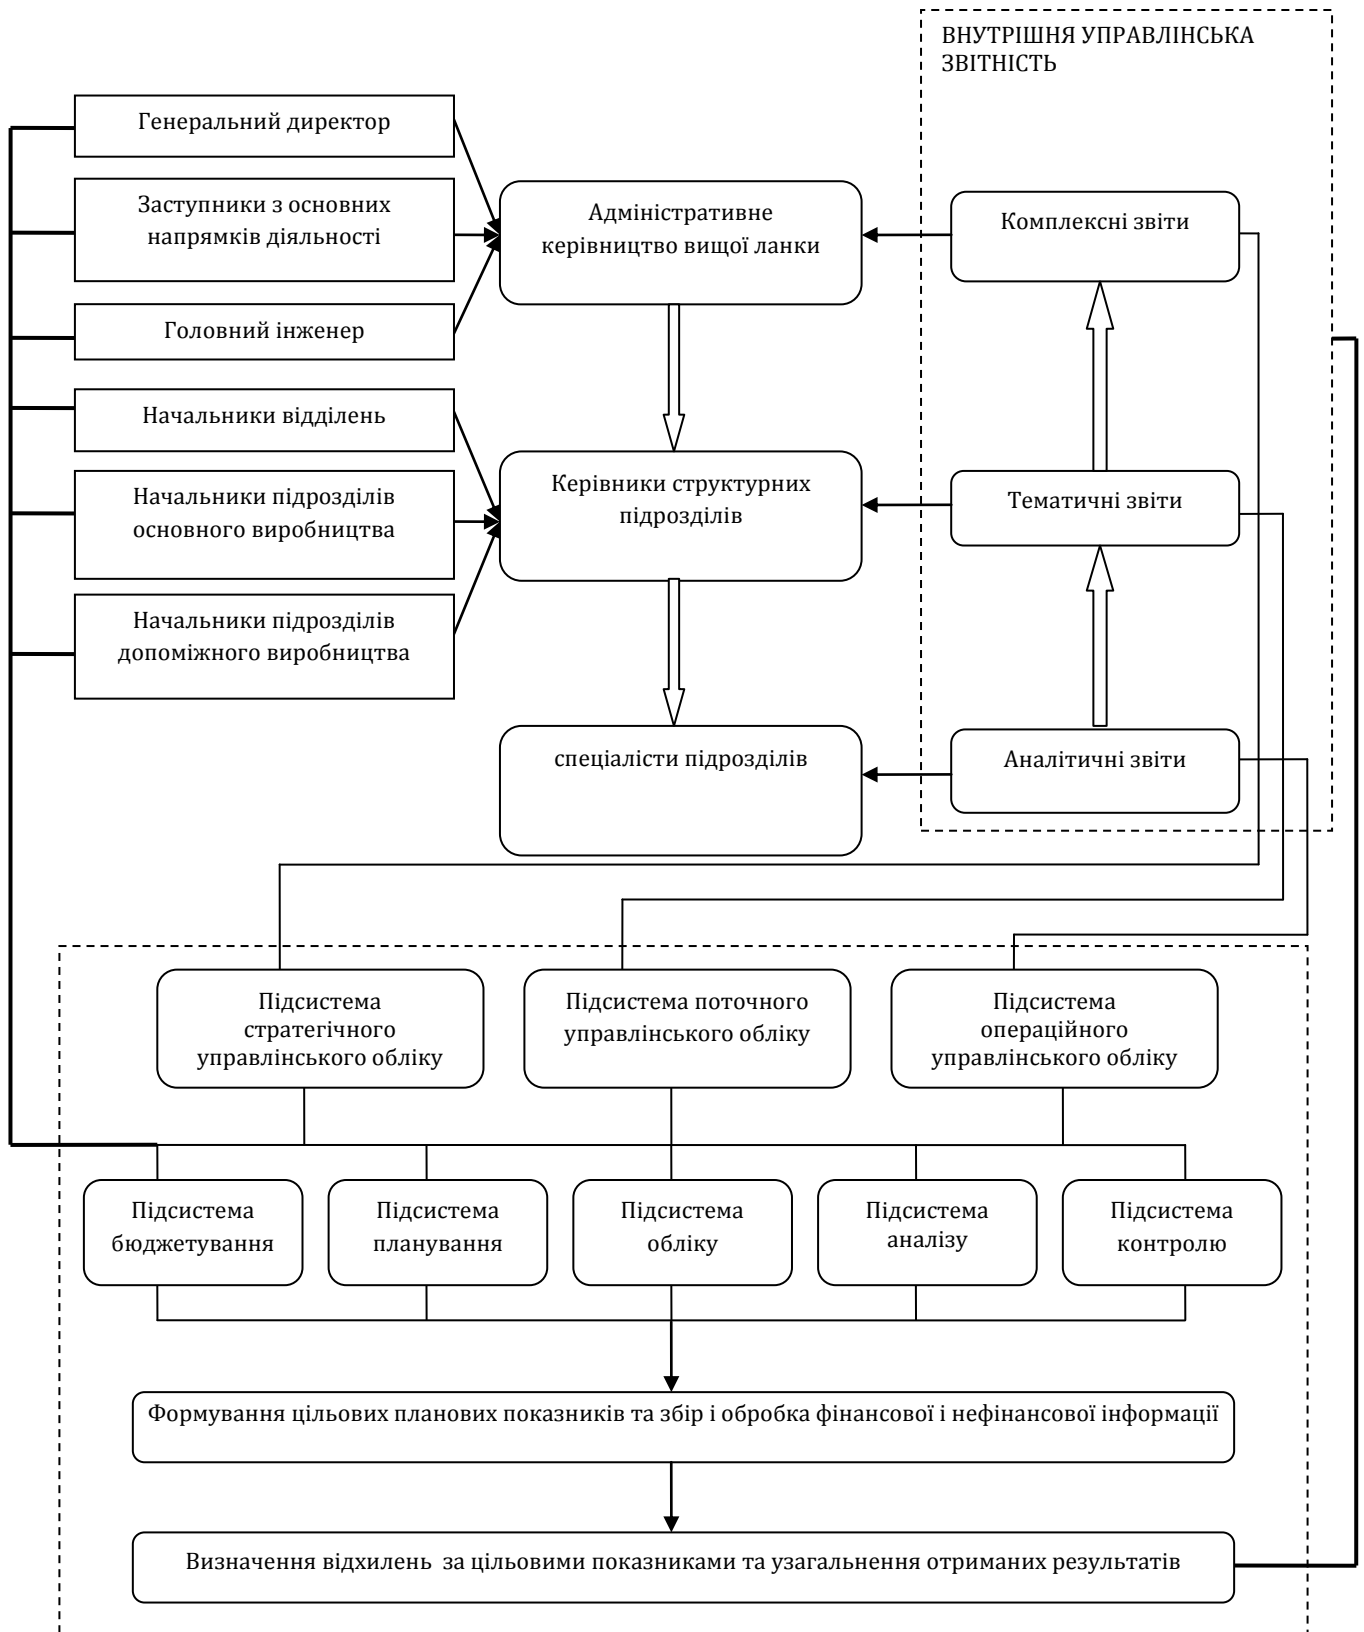 ВНУТРІШНЯ УПРАВЛІНСЬКА
ЗВІТНІСТЬ
Генеральний директор
Заступники з основних
напрямків діяльності
Головний інженер
Начальники відділень
Начальники підрозділів
основного виробництва
Начальники підрозділів
допоміжного виробництва
Адміністративне
керівництво вищої ланки
Керівники структурних
підрозділів
спеціалісти підрозділів
Комплексні звіти
Тематичні звіти
Аналітичні звіти
Підсистема
стратегічного
управлінського обліку
Підсистема поточного
управлінського обліку
Підсистема
операційного
управлінського обліку
Підсистема
бюджетування
Підсистема
планування
Підсистема
обліку
Підсистема
аналізу
Підсистема
контролю
Формування цільових планових показників та збір і обробка фінансової і нефінансової інформації
Визначення відхилень за цільовими показниками та узагальнення отриманих результатів